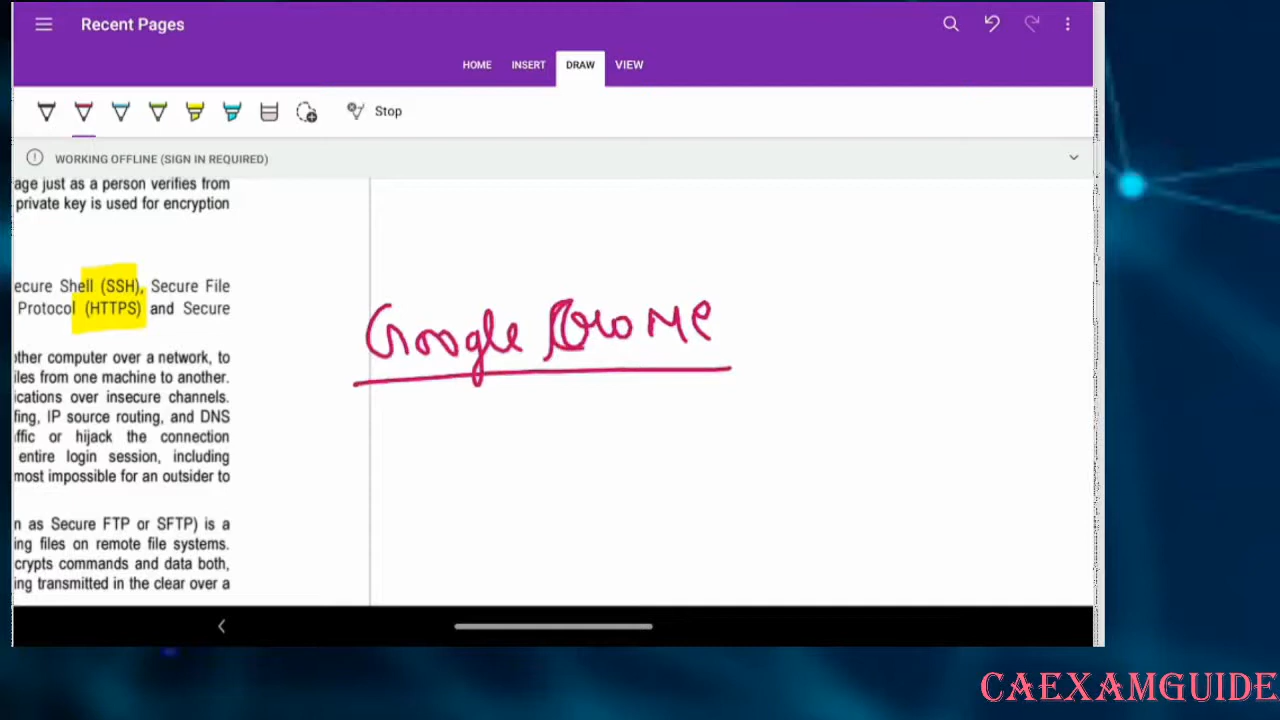 Recent Pages
HOME INSERT DRAW VIEW
Stop
WORKING OFFLINE (SIGN IN REQUIRED)
age just as a person verifies from
private key is used for encryption
ecure Shell (SSH), Secure File
Protocol (HTTPS) and Secure
other computer over a network, to
iles from one machine to another.
ications over insecure channels.
fing, IP source routing, and DNS
affic or hijack the connection
entire login session, including
most impossible for an outsider to
n as Secure FTP or SFTP) is a
ing files on remote file systems.
crypts commands and data both,
ing transmitted in the clear over a
Google
CAEXAMGUIDE